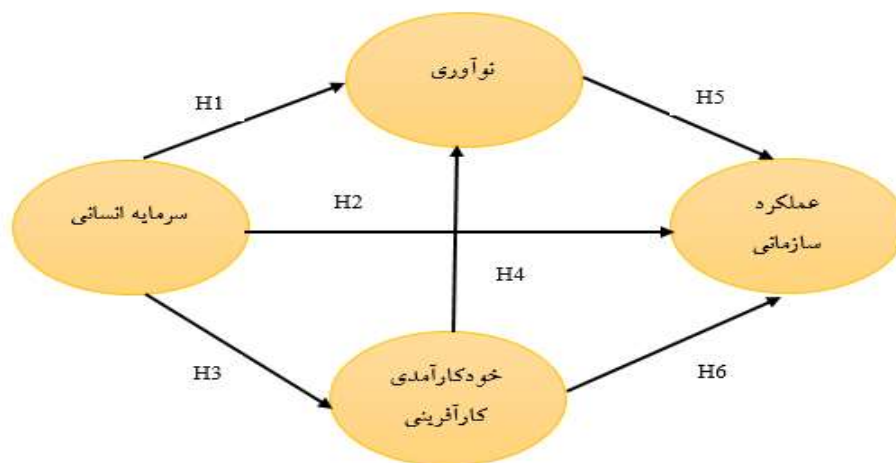 نوآوری
H1
H5
سرمایه انسانی
H2
عملکرد
سازمانی
H4
H3
خودکارآمدی
کارآفرینی
H6